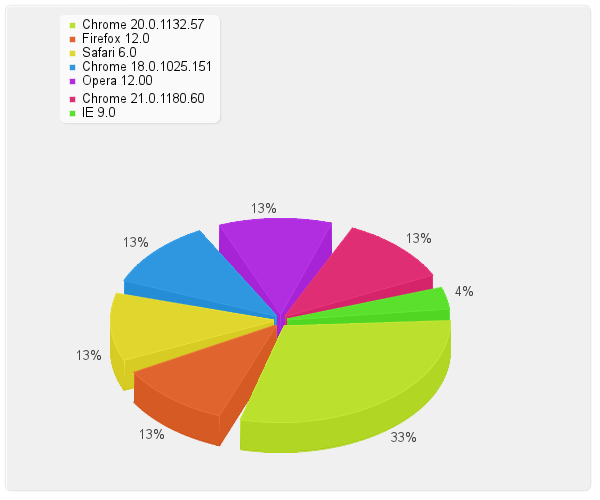 Chrome 20.0.1132.57
Firefox 12.0
Safari 6.0
Chrome 18.0.1025.151
Opera 12.00
Chrome 21.0.1180.60
IE 9.0
13%
13%
13%
4%
13%
13%
33%